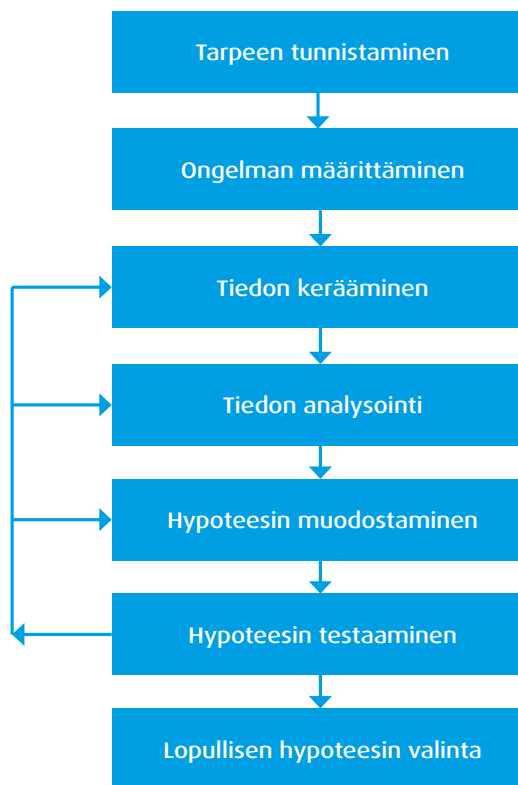 Tarpeen tunnistaminen
Ongelman määrittäminen
Tiedon kerääminen
Tiedon analysointi
Hypoteesin muodostaminen
Hypoteesin testaaminen
Lopullisen hypoteesin valinta